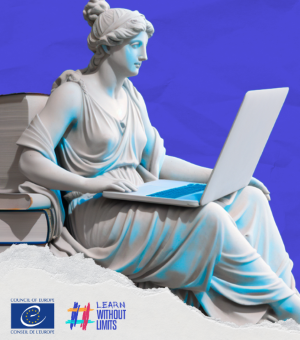 COUNCIL OF EUROPE
CONSEIL DE L'EUROPE
LEARN
WITHOUT
LIMITS